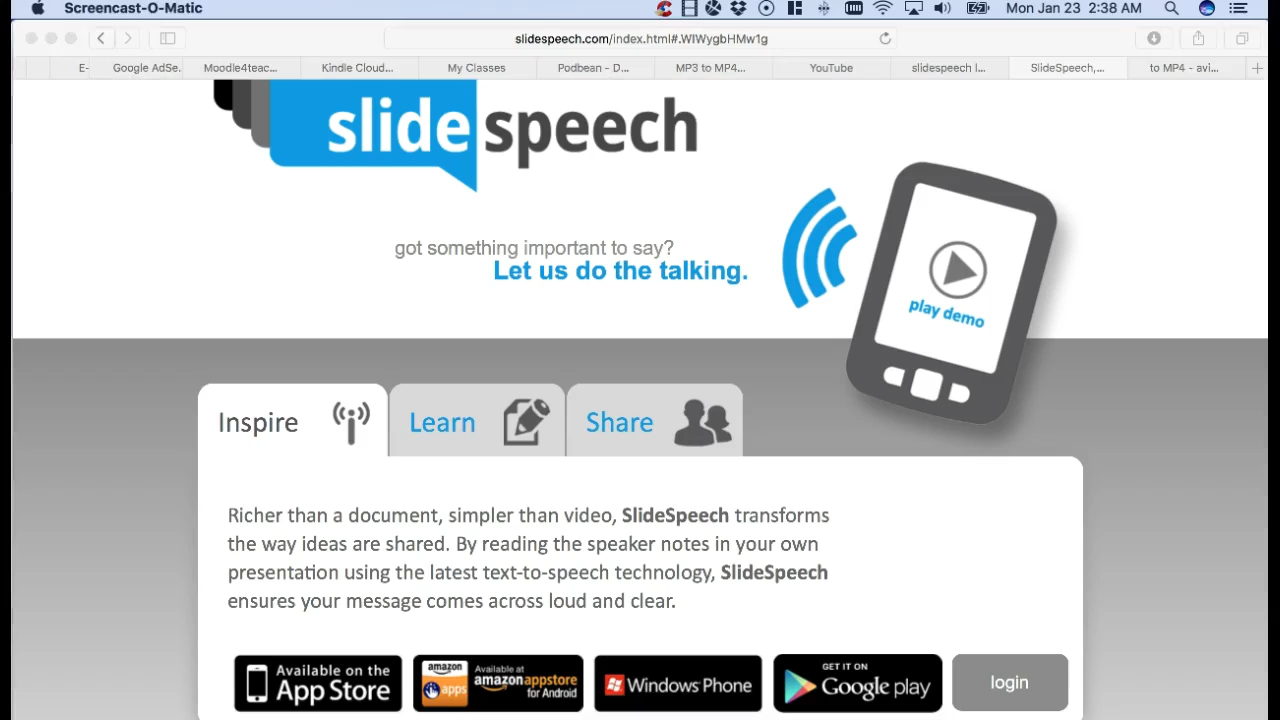 Screencast-O-Matic
Mon Jan 23 2:38 AM
slidespeech.com/index.html#.WIWygbHMw1g
E-
Google AdSe.
Moodle4teac...
Kindle Cloud...
My Classes
Podbean - D...
MP3 to MP4...
YouTube
slidespeech l...
SlideSpeech,...
to MP4 - avi...
slidespeech
got something important to say?
Let us do the talking.
play demo
Inspire
Learn
Share
Richer than a document, simpler than video, SlideSpeech transforms
the way ideas are shared. By reading the speaker notes in your own
presentation using the latest text-to-speech technology, SlideSpeech
ensures your message comes across loud and clear.
Available on the
App Store
amazon
apps
Available at
amazonappstore
for Android
Windows Phone
GET IT ON
Google play
login